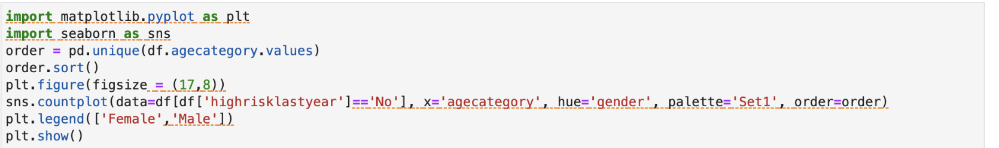 import matplotlib.pyplot as plt
import seaborn as sns
order = pd.unique(df.agecategory.values)
order.sort()
plt.figure(figsize = (17,8))
sns.countplot(data=df[df['highrisklastyear']=='No'], x='agecategory', hue='gender', palette='Set1', order=order)
plt.legend(['Female','Male'])
plt.show()